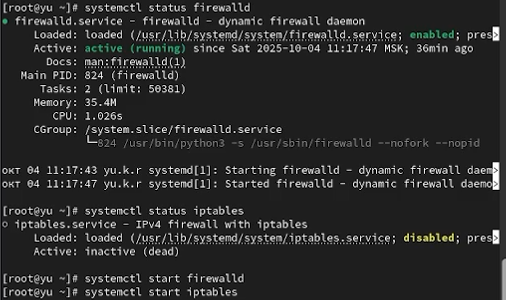 [root@yu ~]# systemctl status firewalld
● firewalld.service - firewalld - dynamic firewall daemon
Loaded: loaded (/usr/lib/systemd/system/firewalld.service; enabled; pres>
Active: active (running) since Sat 2025-10-04 11:17:47 MSK; 36min ago
Docs: man:firewalld(1)
Main PID: 824 (firewalld)
Tasks: 2 (limit: 50381)
Memory: 35.4M
CPU: 1.026s
CGroup: /system.slice/firewalld.service
└─824 /usr/bin/python3 -s /usr/sbin/firewalld --nofork --nopid
окт 04 11:17:43 yu.k.r systemd[1]: Starting firewalld - dynamic firewall daem>
окт 04 11:17:47 yu.k.r systemd[1]: Started firewalld - dynamic firewall daemo>
[root@yu ~]# systemctl status iptables
○ iptables.service - IPv4 firewall with iptables
Loaded: loaded (/usr/lib/systemd/system/iptables.service; disabled; pres>
Active: inactive (dead)
[root@yu ~]# systemctl start firewalld
[root@yu ~]# systemctl start iptables